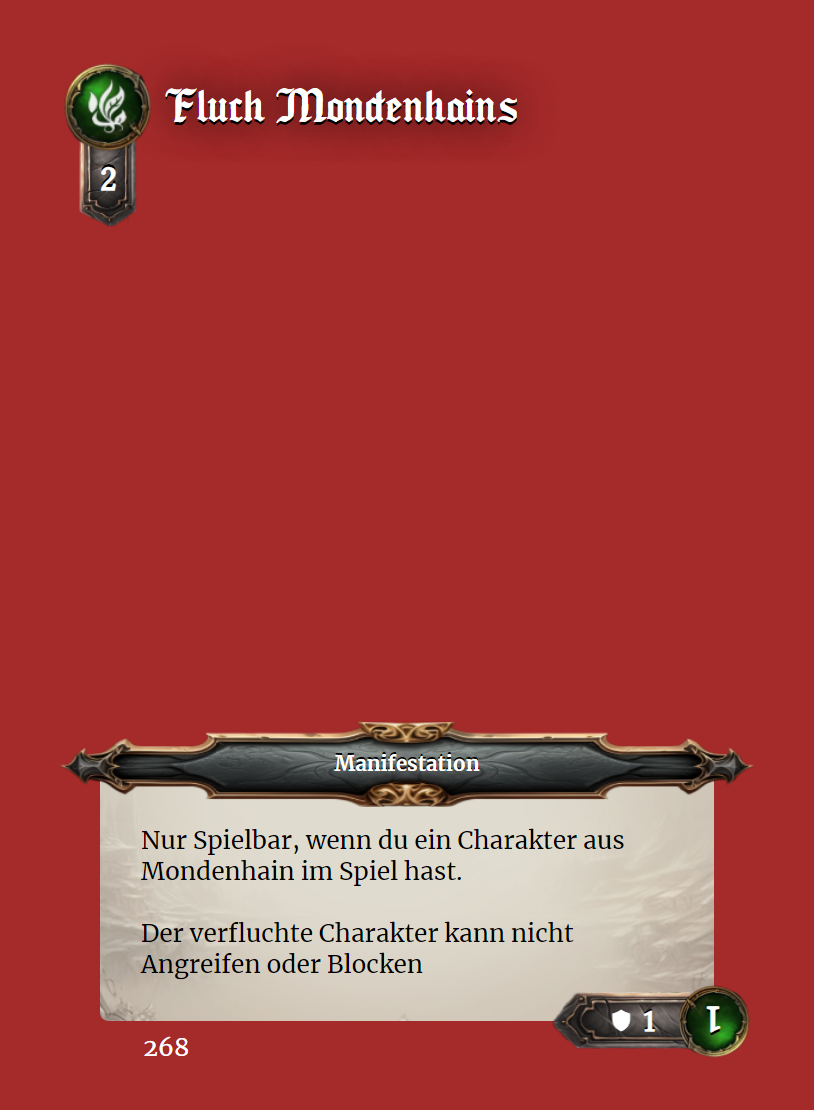 Fluch Mondenhains
2
Manifestation
Nur Spielbar, wenn du ein Charakter aus
Mondenhain im Spiel hast.
Der verfluchte Charakter kann nicht
Angreifen oder Blocken
1 1
268